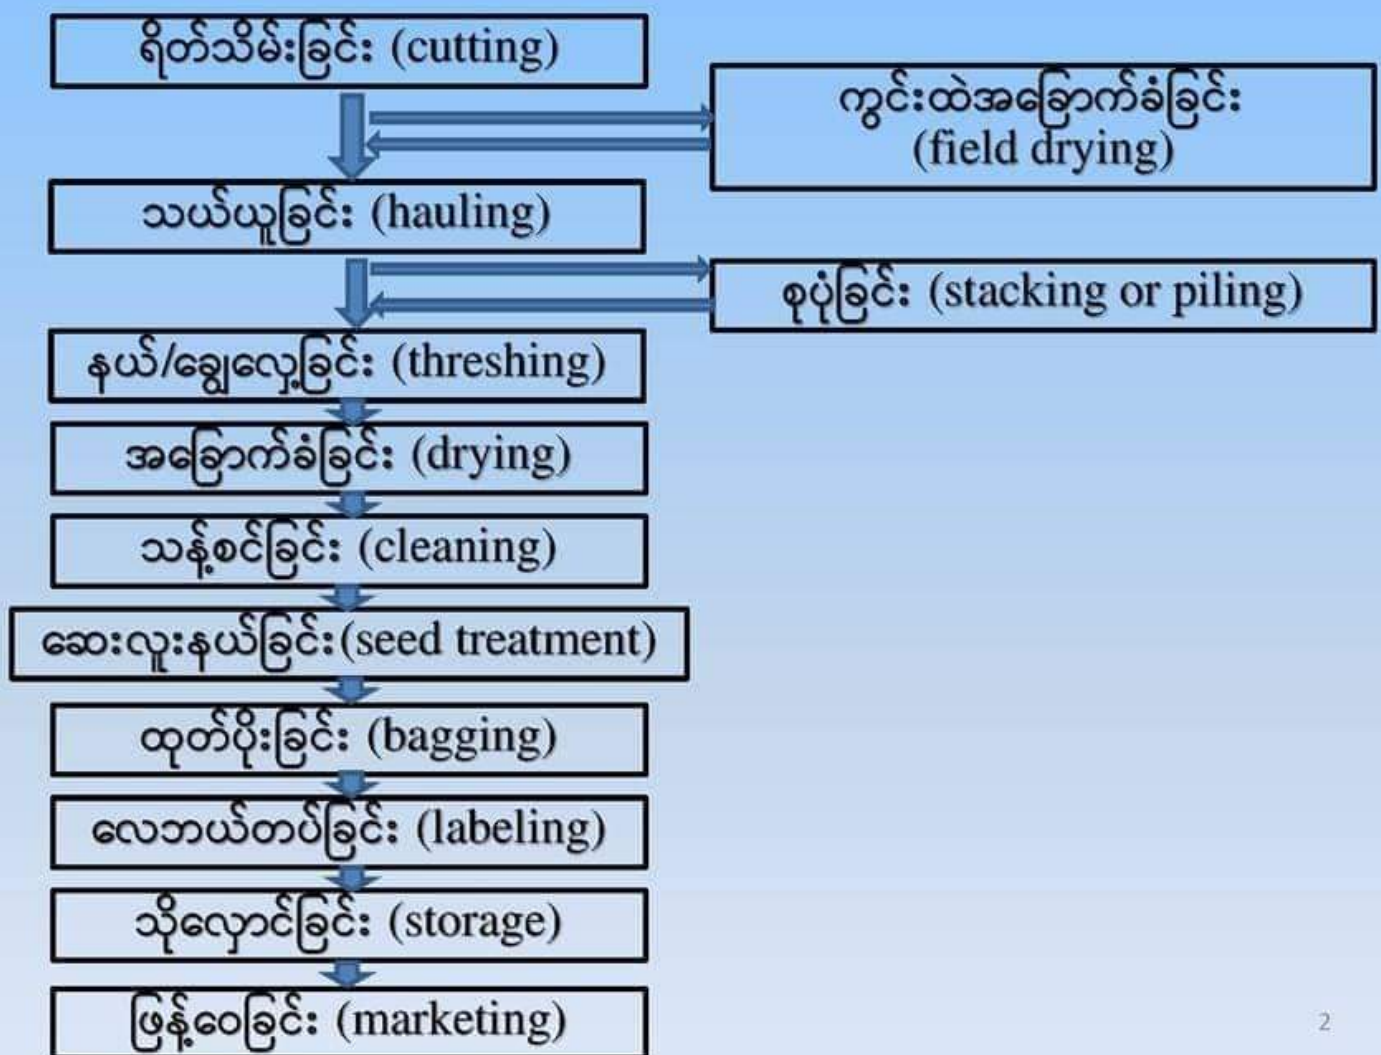 ရိတ်သိမ်းခြင်း (cutting)
ကွင်းထဲအခြောက်ခံခြင်း
(field drying)
သယ်ယူခြင်း (hauling)
စုပုံခြင်း (stacking or piling)
နယ်/ချွေလှေ့ခြင်း (threshing)
အခြောက်ခံခြင်း (drying)
သန့်စင်ခြင်း (cleaning)
ဆေးလူးနယ်ခြင်း(seed treatment)
ထုတ်ပိုးခြင်း (bagging)
လေဘယ်တပ်ခြင်း (labeling)
သိုလှောင်ခြင်း (storage)
ဖြန့်ဝေခြင်း (marketing)
2